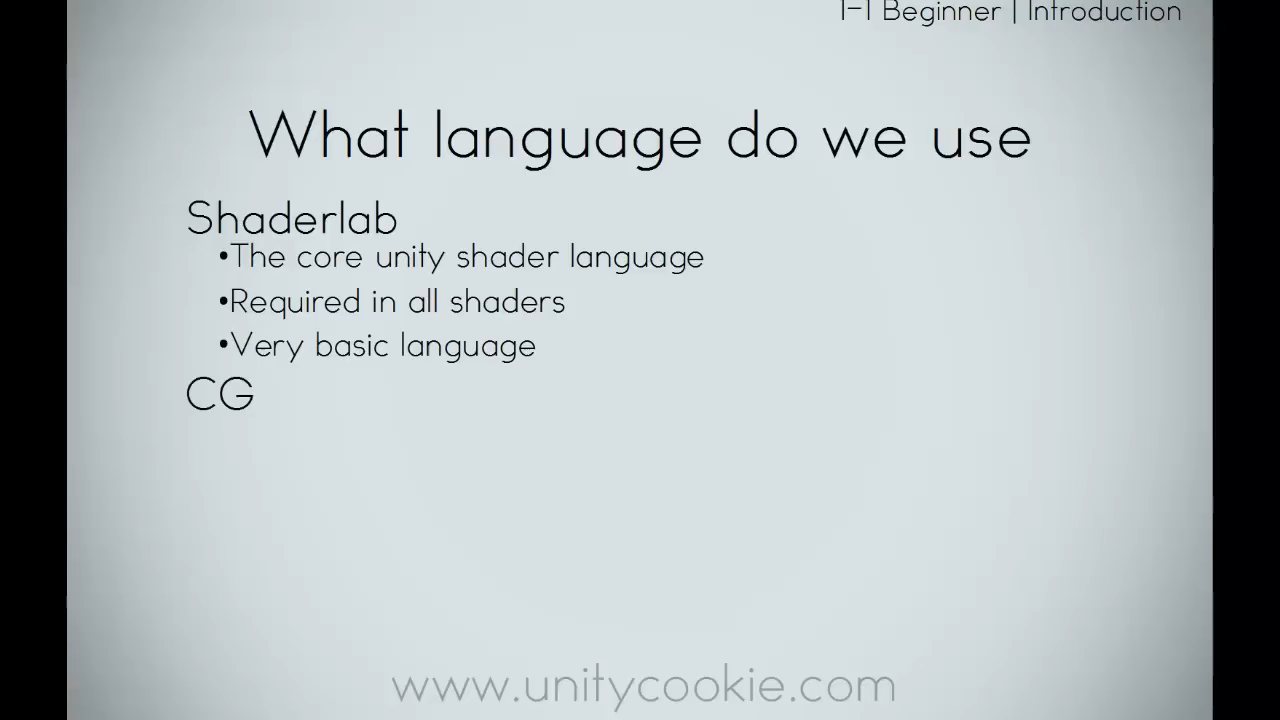 1-1 Beginner | Introduction
What language do we use
Shaderlab
•The core unity shader language
•Required in all shaders
•Very basic language
CG
www.unitycookie.com